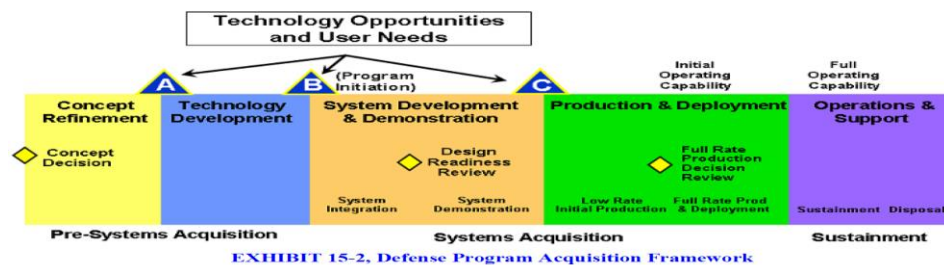 Technology Opportunities
and User Needs
A
B
(Program
Initiation)
C
Initial
Operating
Capability
Full
Operating
Capability
Concept
Refinement
Technology
Development
System Development
& Demonstration
Production & Deployment
Operations &
Support
Concept
Decision
Design
Readiness
Review
Full Rate
Production
Decision
Review
System
Integration
System
Demonstration
Low Rate
Initial Production
Full Rate Prod
& Deployment
Sustainment
Disposal
Pre-Systems Acquisition
Systems Acquisition
Sustainment
EXHIBIT 15-2, Defense Program Acquisition Framework